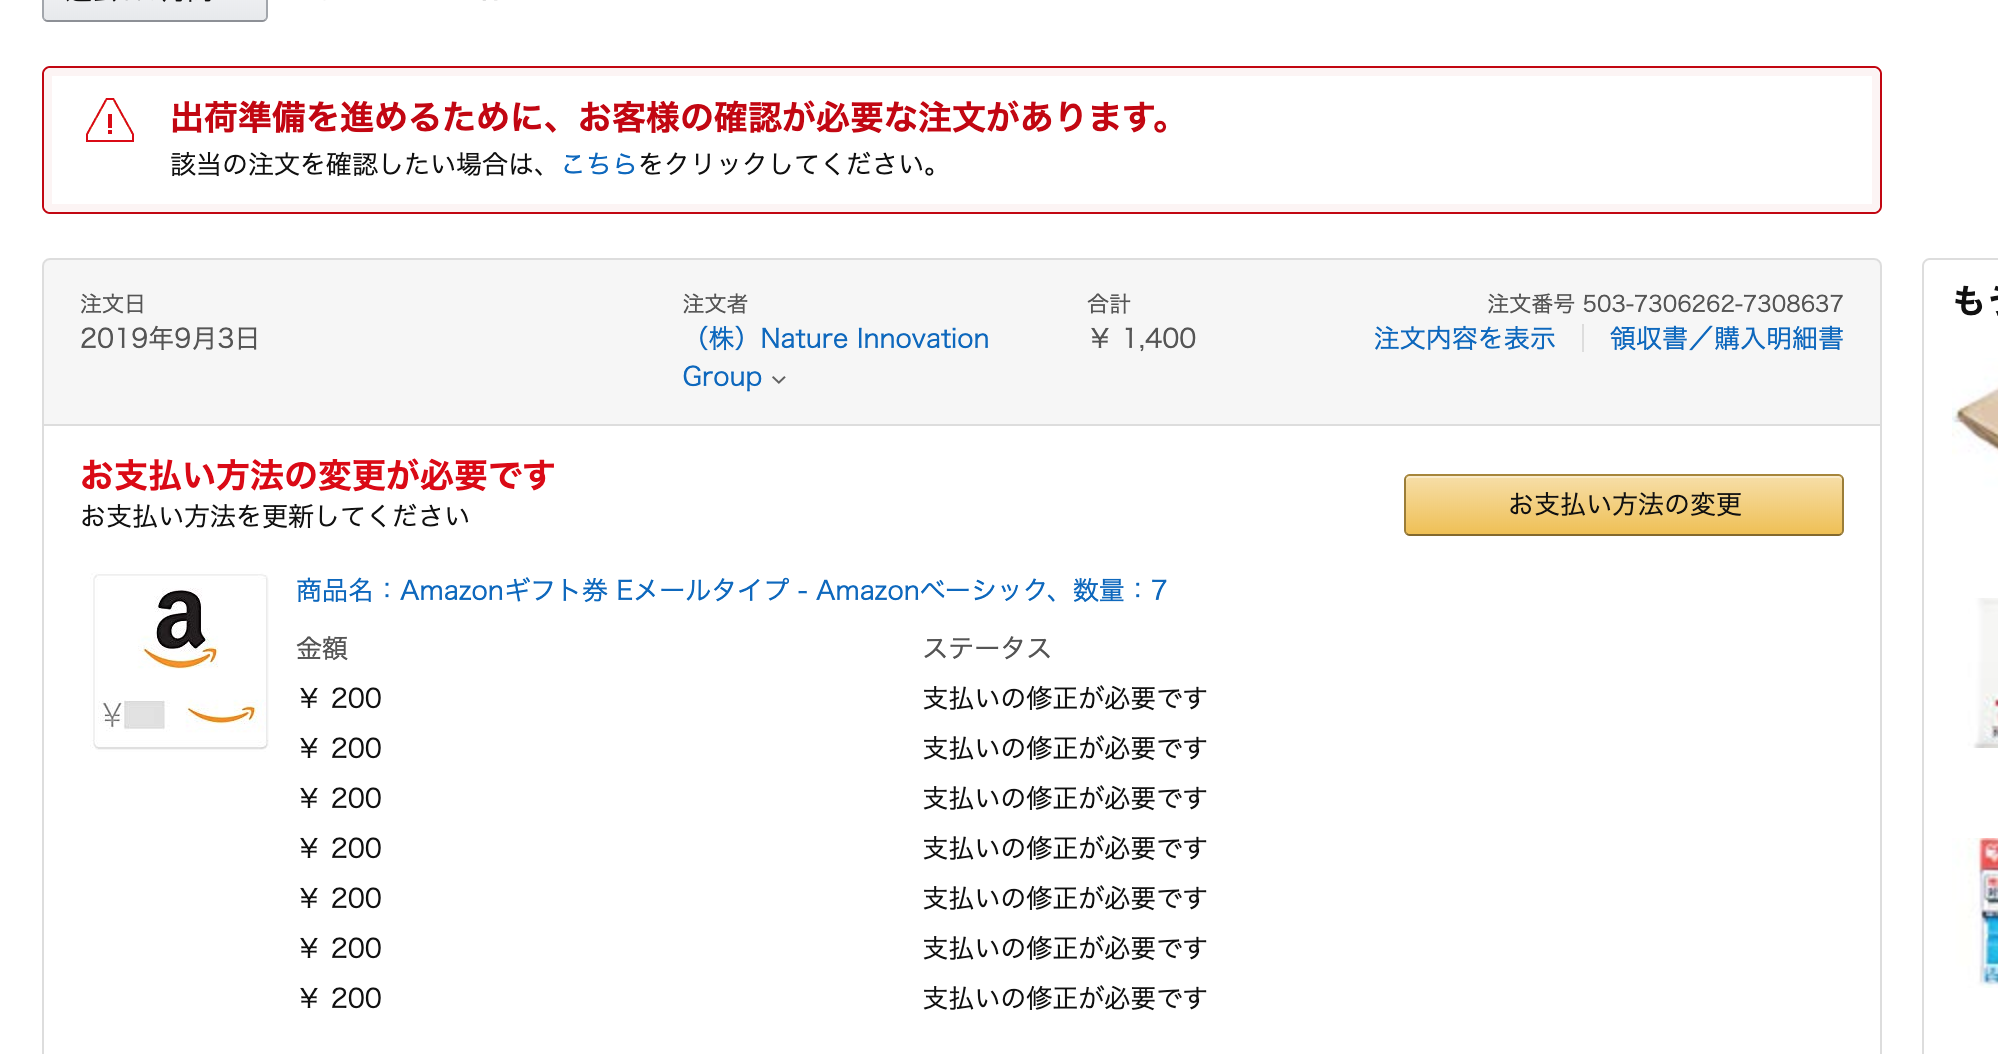 出荷準備を進めるために、お客様の確認が必要な注文があります。
該当の注文を確認したい場合は、こちらをクリックしてください。
注文日
2019年9月3日
注文者
（株）Nature Innovation
Group
合計
￥ 1,400
注文番号 503-7306262-7308637
注文内容を表示
領収書／購入明細書
お支払い方法の変更が必要です
お支払い方法を更新してください
お支払い方法の変更
a
¥
商品名：Amazonギフト券 Eメールタイプ - Amazonベーシック、数量：7
金額 ステータス
￥ 200 支払いの修正が必要です
￥ 200 支払いの修正が必要です
￥ 200 支払いの修正が必要です
￥ 200 支払いの修正が必要です
￥ 200 支払いの修正が必要です
￥ 200 支払いの修正が必要です
￥ 200 支払いの修正が必要です
も